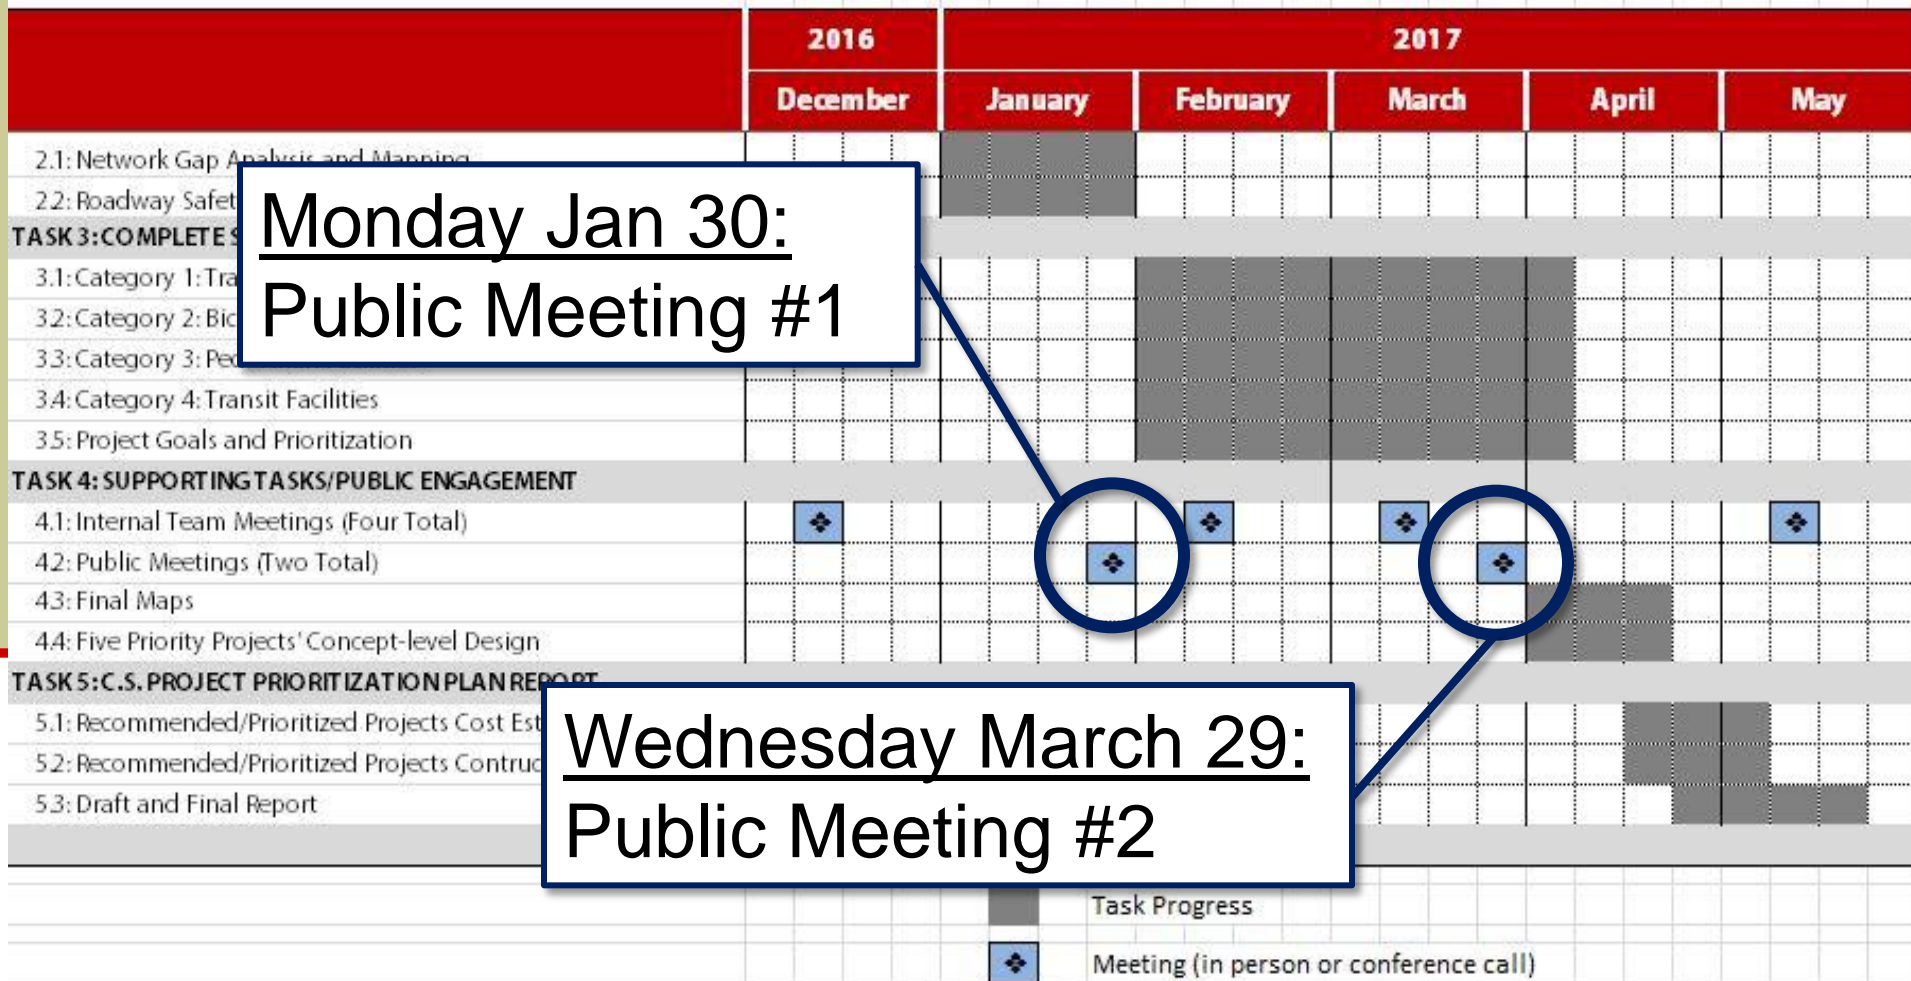 2016 2017
December January February March April May
2.1: Network Gap Analysis and Mapping
2.2: Roadway Safet
TASK 3: COMPLETE S
3.1: Category 1: Tra
3.2: Category 2: Bic
3.3: Category 3: Ped
3.4: Category 4: Transit Facilities
3.5: Project Goals and Prioritization
Monday Jan 30:
Public Meeting #1
TASK 4: SUPPORTING TASKS/PUBLIC ENGAGEMENT
4.1: Internal Team Meetings (Four Total)
4.2: Public Meetings (Two Total)
4.3: Final Maps
4.4: Five Priority Projects' Concept-level Design
TASK 5: C.S. PROJECT PRIORITIZATION PLAN REPORT
5.1: Recommended/Prioritized Projects Cost Est
5.2: Recommended/Prioritized Projects Contruc
5.3: Draft and Final Report
Wednesday March 29:
Public Meeting #2
Task Progress
Meeting (in person or conference call)